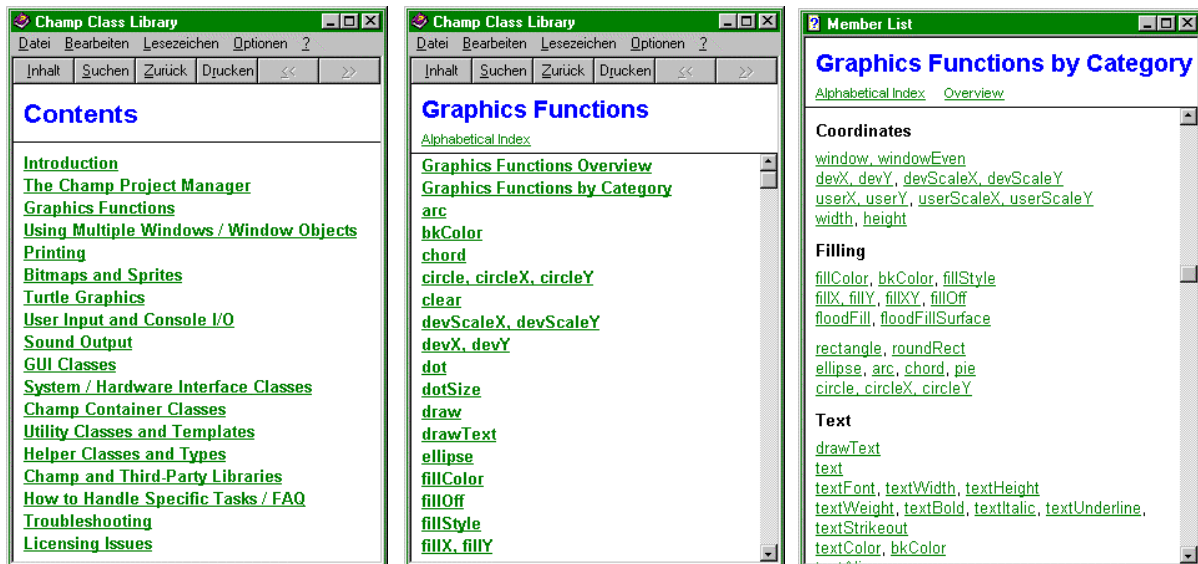 Champ Class Library
Datei Bearbeiten Lesezeichen Optionen ?
Inhalt Suchen Zurück Drucken << >>
Contents
Introduction
The Champ Project Manager
Graphics Functions
Using Multiple Windows / Window Objects
Printing
Bitmaps and Sprites
Turtle Graphics
User Input and Console I/O
Sound Output
GUI Classes
System / Hardware Interface Classes
Champ Container Classes
Utility Classes and Templates
Helper Classes and Types
Champ and Third-Party Libraries
How to Handle Specific Tasks / FAQ
Troubleshooting
Licensing Issues
Champ Class Library
Datei Bearbeiten Lesezeichen Optionen ?
Inhalt Suchen Zurück Drucken << >>
Graphics Functions
Alphabetical Index
Graphics Functions Overview
Graphics Functions by Category
arc
bkColor
chord
circle, circleX, circleY
clear
devScaleX, devScaleY
devX, devY
dot
dotSize
draw
drawText
ellipse
fillColor
fillOff
fillStyle
fillX, fillY
Member List
Graphics Functions by Category
Alphabetical Index Overview
Coordinates
window, windowEven
devX, devY, devScaleX, devScaleY
userX, userY, userScaleX, userScaleY
width, height
Filling
fillColor, bkColor, fillStyle
fillX, fillY, fillXY, fillOff
floodFill, floodFillSurface
rectangle, roundRect
ellipse, arc, chord, pie
circle, circleX, circleY
Text
drawText
text
textFont, textWidth, textHeight
textWeight, textBold, textItalic, textUnderline,
textStrikeout
textColor, bkColor